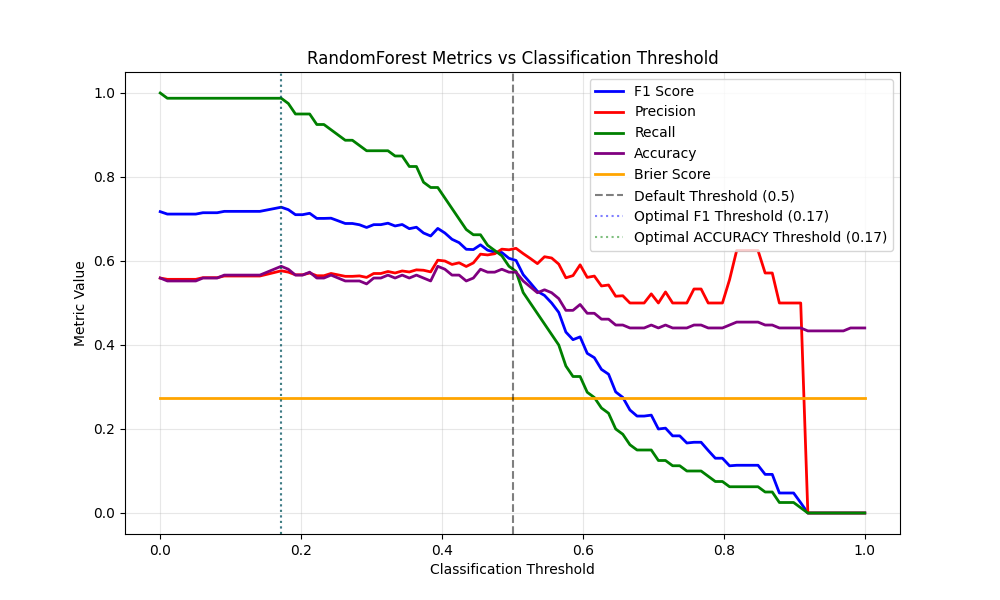 RandomForest Metrics vs Classification Threshold
F1 Score
Precision
Recall
Accuracy
Brier Score
Default Threshold (0.5)
Optimal F1 Threshold (0.17)
Optimal ACCURACY Threshold (0.17)
Metric Value
1.0
0.8
0.6
0.4
0.2
0.0
0.0 0.2 0.4 0.6 0.8 1.0
Classification Threshold